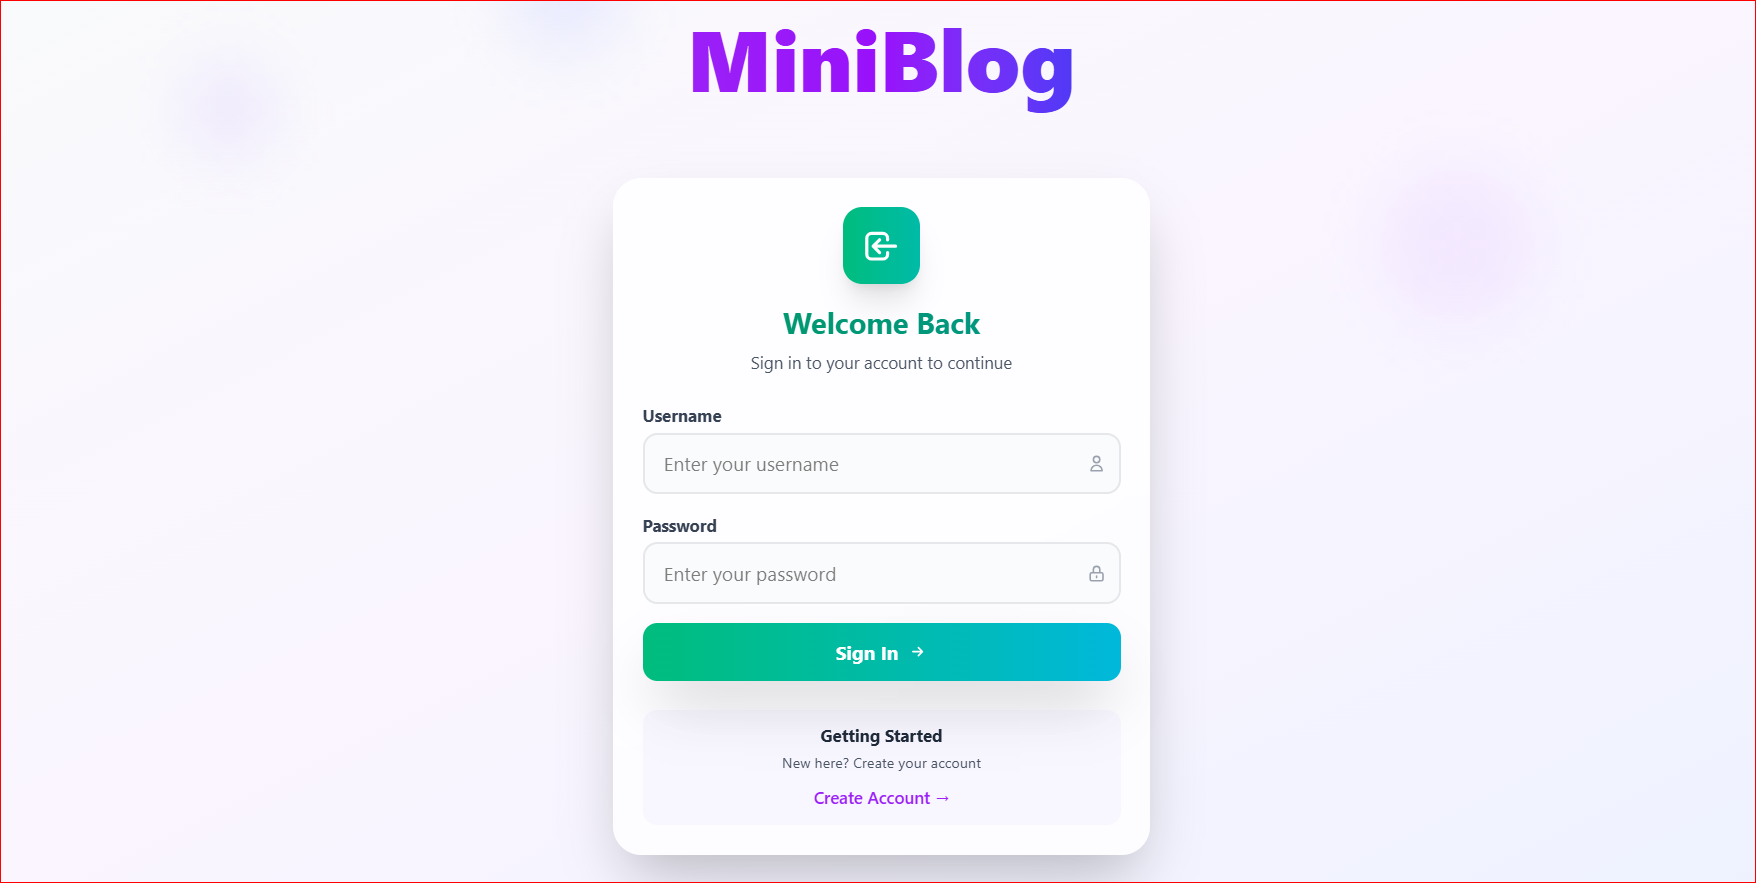 MiniBlog
Welcome Back
Sign in to your account to continue
Username
Enter your username
Password
Enter your password
Sign In →
Getting Started
New here? Create your account
Create Account →